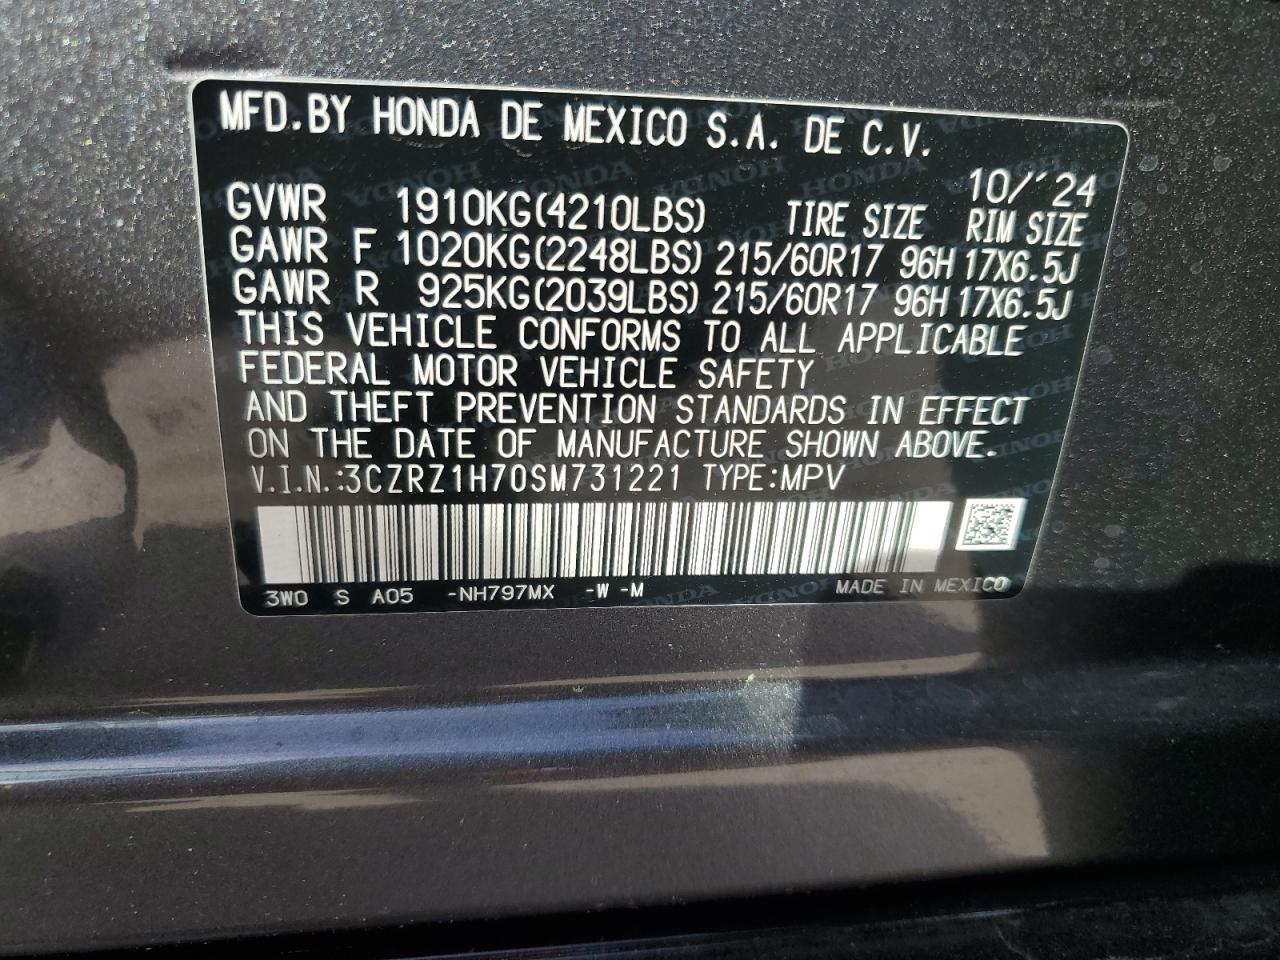 MFD.BY HONDA DE MEXICO S.A. DE C.V.
10/´24
GVWR 1910KG(4210LBS) TIRE SIZE RIM SIZE
GAWR F 1020KG(2248LBS) 215/60R17 96H 17X6.5J
GAWR R 925KG(2039LBS) 215/60R17 96H 17X6.5J
THIS VEHICLE CONFORMS TO ALL APPLICABLE
FEDERAL MOTOR VEHICLE SAFETY
AND THEFT PREVENTION STANDARDS IN EFFECT
ON THE DATE OF MANUFACTURE SHOWN ABOVE.
V.I.N.:3CZRZ1H70SM731221 TYPE:MPV
3W0 S A05 -NH797MX -W -M MADE IN MEXICO